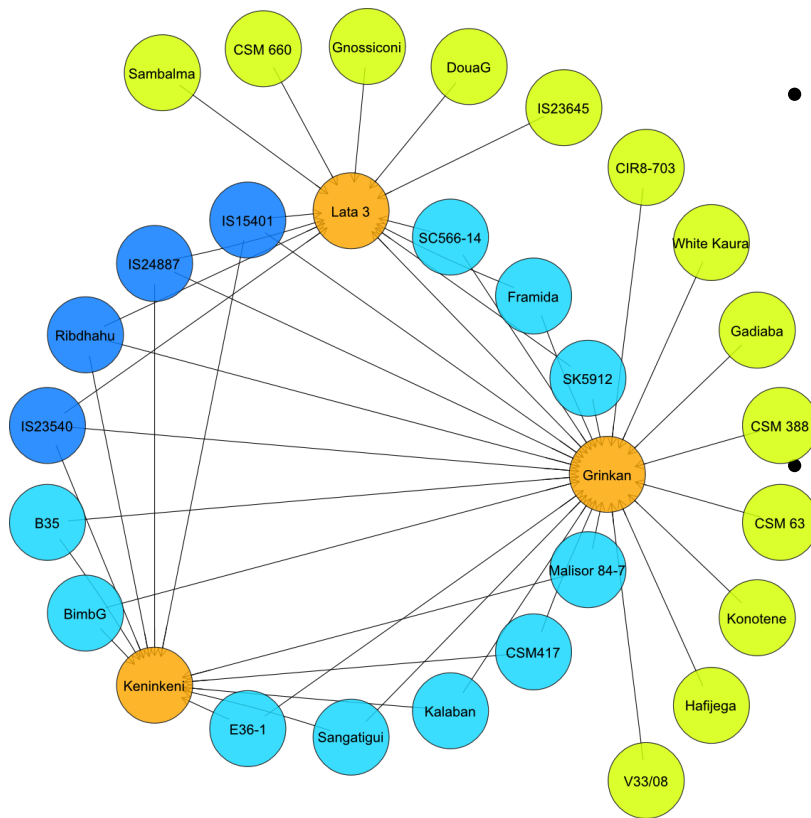 Gnossiconi
CSM 660
DouaG
Sambalma
IS23645
CIR8-703
Lata 3
IS15401
SC566-14
White Kaura
IS24887
Framida
Gadiaba
Ribdhahu
SK5912
IS23540
CSM 388
Grinkan
B35
CSM 63
Malisor 84-7
BimbG
Konotene
CSM417
Keninkeni
Hafijega
Kalaban
E36-1
Sangatigui
V33/08